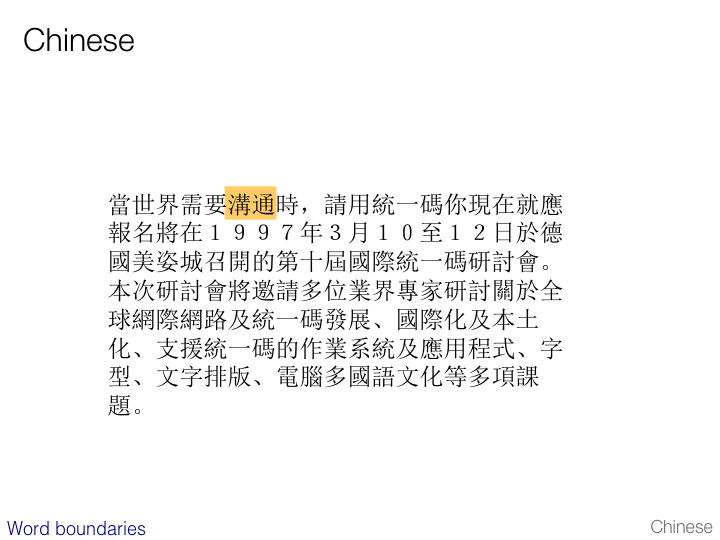 Chinese
當世界需要溝通時，請用統一碼你現在就應
報名將在１９９７年３月１０至１２日於德
國美姿城召開的第十屆國際統一碼研討會。
本次研討會將邀請多位業界專家研討關於全
球網際網路及統一碼發展、國際化及本土
化、支援統一碼的作業系統及應用程式、字
型、文字排版、電腦多國語文化等多項課
題。
Word boundaries
Chinese